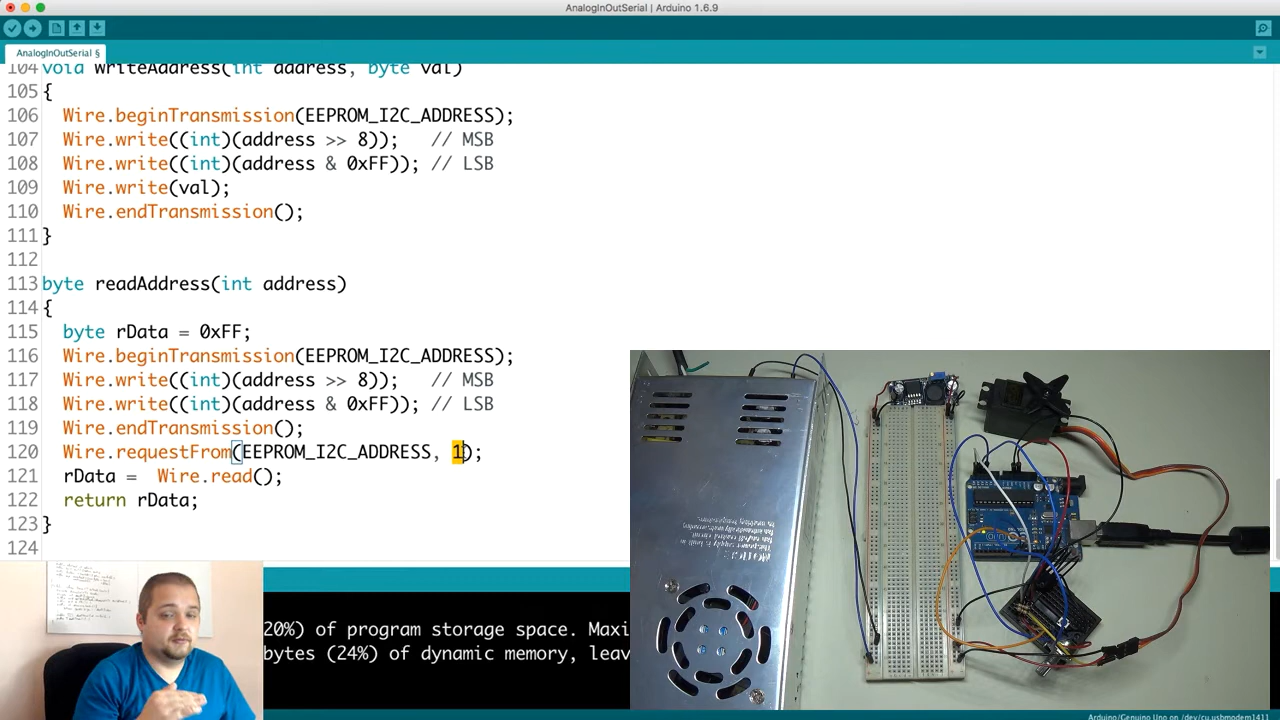 AnalogInOutSerial | Arduino 1.6.9
AnalogInOutSerial §
104 void WriteAddress(int address, byte val)
105 {
106 Wire.beginTransmission(EEPROM_I2C_ADDRESS);
107 Wire.write((int)(address >> 8)); // MSB
108 Wire.write((int)(address & 0xFF)); // LSB
109 Wire.write(val);
110 Wire.endTransmission();
111 }
112
113 byte readAddress(int address)
114 {
115 byte rData = 0xFF;
116 Wire.beginTransmission(EEPROM_I2C_ADDRESS);
117 Wire.write((int)(address >> 8)); // MSB
118 Wire.write((int)(address & 0xFF)); // LSB
119 Wire.endTransmission();
120 Wire.requestFrom(EEPROM_I2C_ADDRESS, 1);
121 rData = Wire.read();
122 return rData;
123 }
124
20%) of program storage space. Maxi
bytes (24%) of dynamic memory, leav
Arduino/Genuino Uno on /dev/cu.usbmodem1411